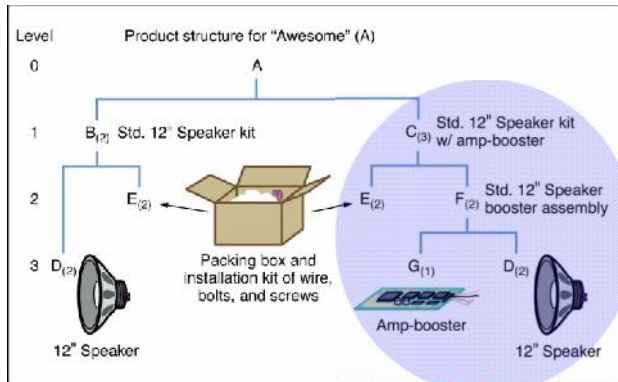 Level
Product structure for “Awesome” (A)
0
A
1
B(2) Std. 12" Speaker kit
C(3)
Std. 12" Speaker kit
w/ amp-booster
2
E(2)
E(2)
F(2)
Std. 12" Speaker
booster assembly
Packing box and
installation kit of wire,
bolts, and screws
3
D(2)
G(1)
D(2)
12" Speaker
Amp-booster
12" Speaker